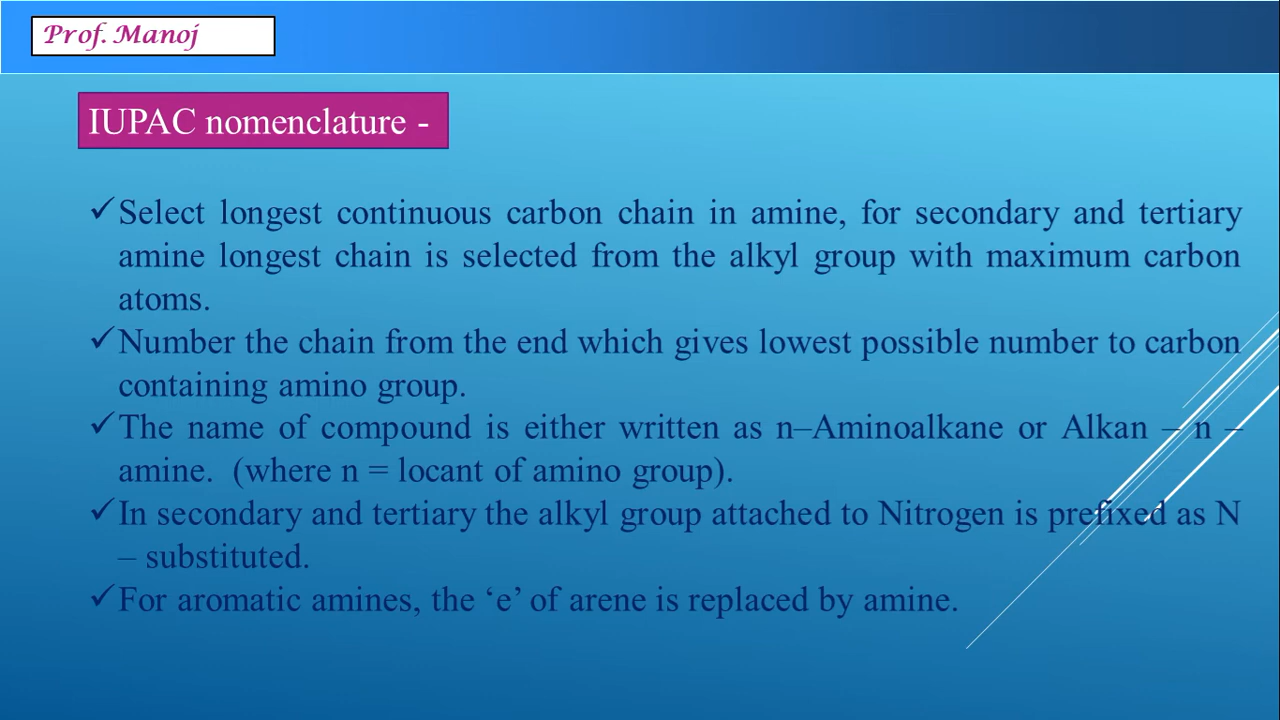 Prof. Manoj
IUPAC nomenclature -
✓Select longest continuous carbon chain in amine, for secondary and tertiary
amine longest chain is selected from the alkyl group with maximum carbon
atoms.
✓Number the chain from the end which gives lowest possible number to carbon
containing amino group.
✓The name of compound is either written as n–Aminoalkane or Alkan – n –
amine. (where n = locant of amino group).
✓In secondary and tertiary the alkyl group attached to Nitrogen is prefixed as N
– substituted.
✓For aromatic amines, the ‘e’ of arene is replaced by amine.